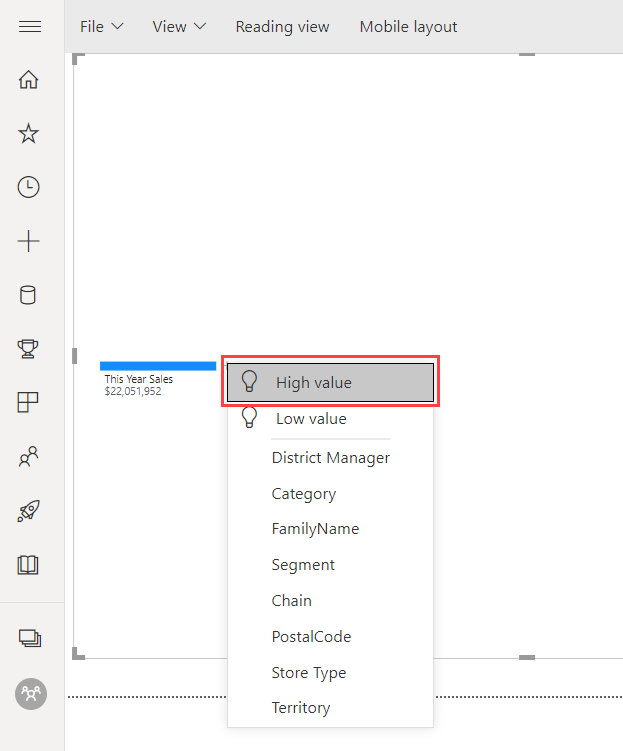 File View Reading view Mobile layout
This Year Sales
$22,051,952
High value
Low value
District Manager
Category
FamilyName
Segment
Chain
PostalCode
Store Type
Territory